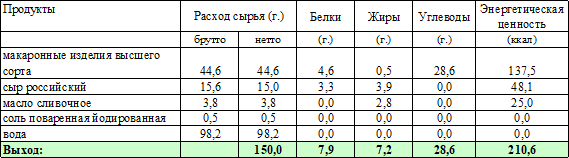 Продукты Расход сырья (г.) Белки Жиры Углеводы Энергетическая ценность
брутто нетто (г.) (г.) (г.) (ккал)
макаронные изделия высшего
сорта 44,6 44,6 4,6 0,5 28,6 137,5
сыр российский 15,6 15,0 3,3 3,9 0,0 48,1
масло сливочное 3,8 3,8 0,0 2,8 0,0 25,0
соль поваренная йодированная 0,5 0,5 0,0 0,0 0,0 0,0
вода 98,2 98,2 0,0 0,0 0,0 0,0
Выход: 150,0 7,9 7,2 28,6 210,6